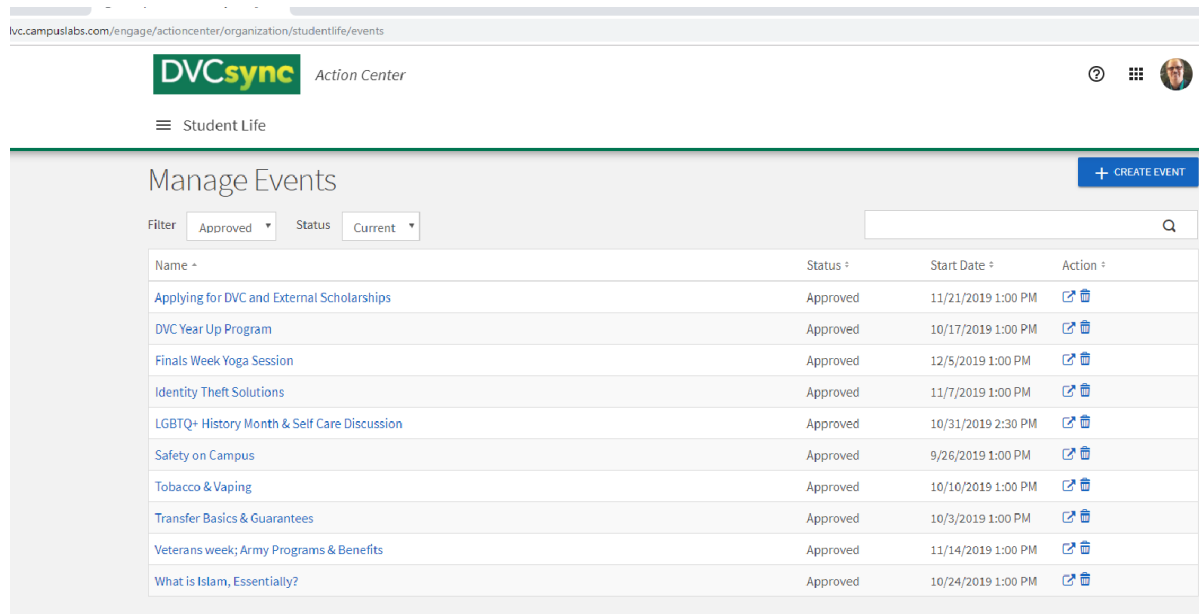 lvc.campuslabs.com/engage/actioncenter/organization/studentlife/events
DVCsync Action Center
Student Life
Manage Events
+ CREATE EVENT
Filter Approved Status Current
Name Status Start Date Action
Applying for DVC and External Scholarships Approved 11/21/2019 1:00 PM
DVC Year Up Program Approved 10/17/2019 1:00 PM
Finals Week Yoga Session Approved 12/5/2019 1:00 PM
Identity Theft Solutions Approved 11/7/2019 1:00 PM
LGBTQ+ History Month & Self Care Discussion Approved 10/31/2019 2:30 PM
Safety on Campus Approved 9/26/2019 1:00 PM
Tobacco & Vaping Approved 10/10/2019 1:00 PM
Transfer Basics & Guarantees Approved 10/3/2019 1:00 PM
Veterans week; Army Programs & Benefits Approved 11/14/2019 1:00 PM
What is Islam, Essentially? Approved 10/24/2019 1:00 PM